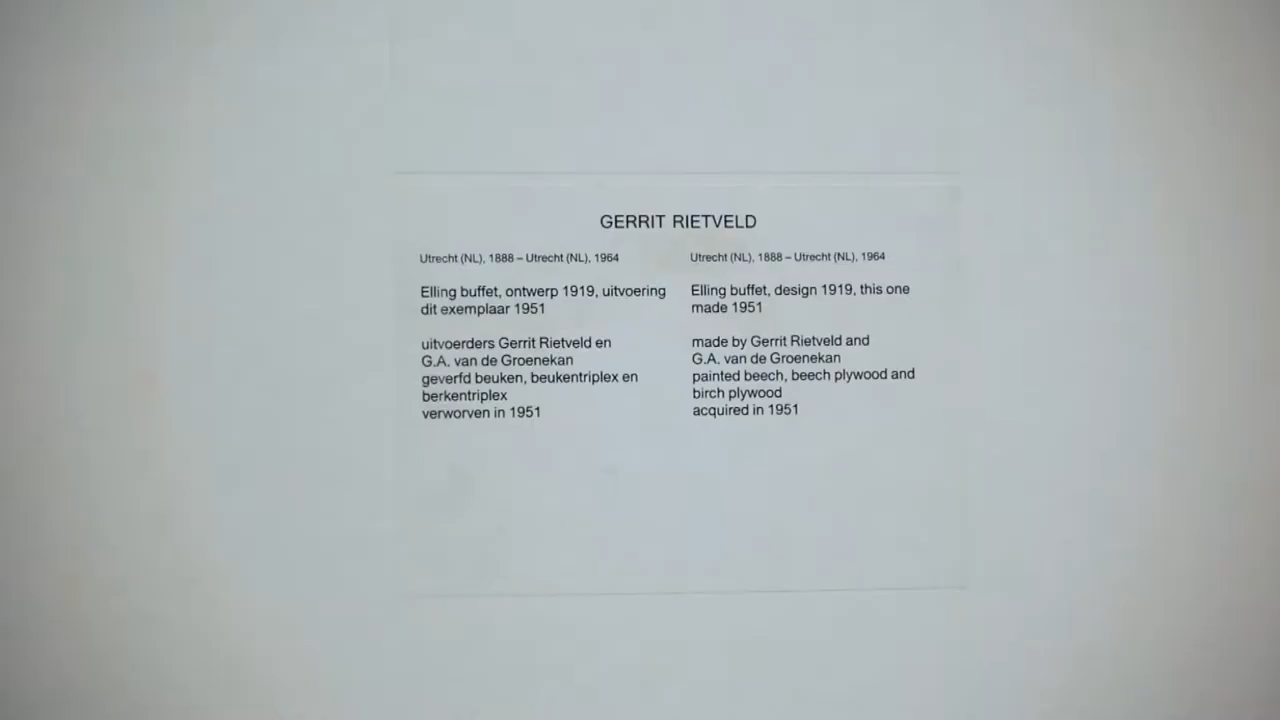 GERRIT RIETVELD
Utrecht (NL), 1888 – Utrecht (NL), 1964
Elling buffet, ontwerp 1919, uitvoering
dit exemplaar 1951
uitvoerders Gerrit Rietveld en
G.A. van de Groenekan
geverfd beuken, beukentriplex en
berkentriplex
verworven in 1951
Utrecht (NL), 1888 – Utrecht (NL), 1964
Elling buffet, design 1919, this one
made 1951
made by Gerrit Rietveld and
G.A. van de Groenekan
painted beech, beech plywood and
birch plywood
acquired in 1951